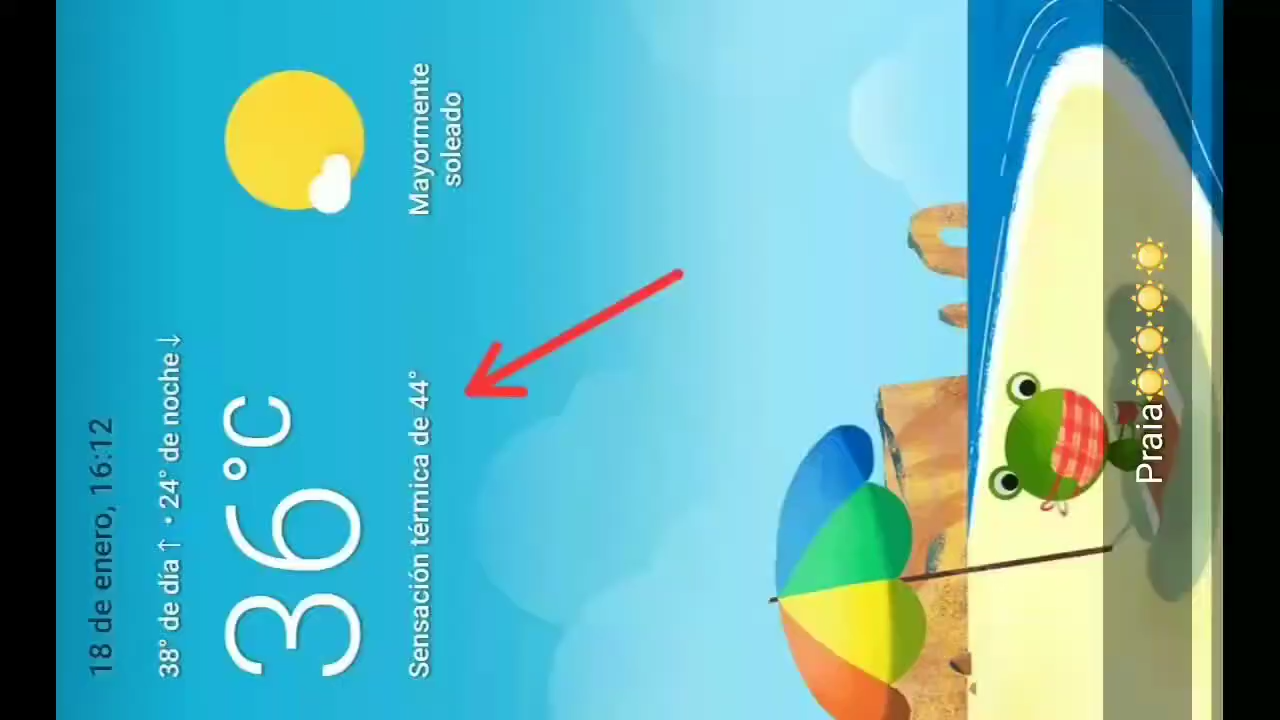 18 de enero, 16:12
38° de día ↑ • 24° de noche ↓
36°C
Sensación térmica de 44°
Mayormente
soleado
Praia☀️☀️☀️☀️